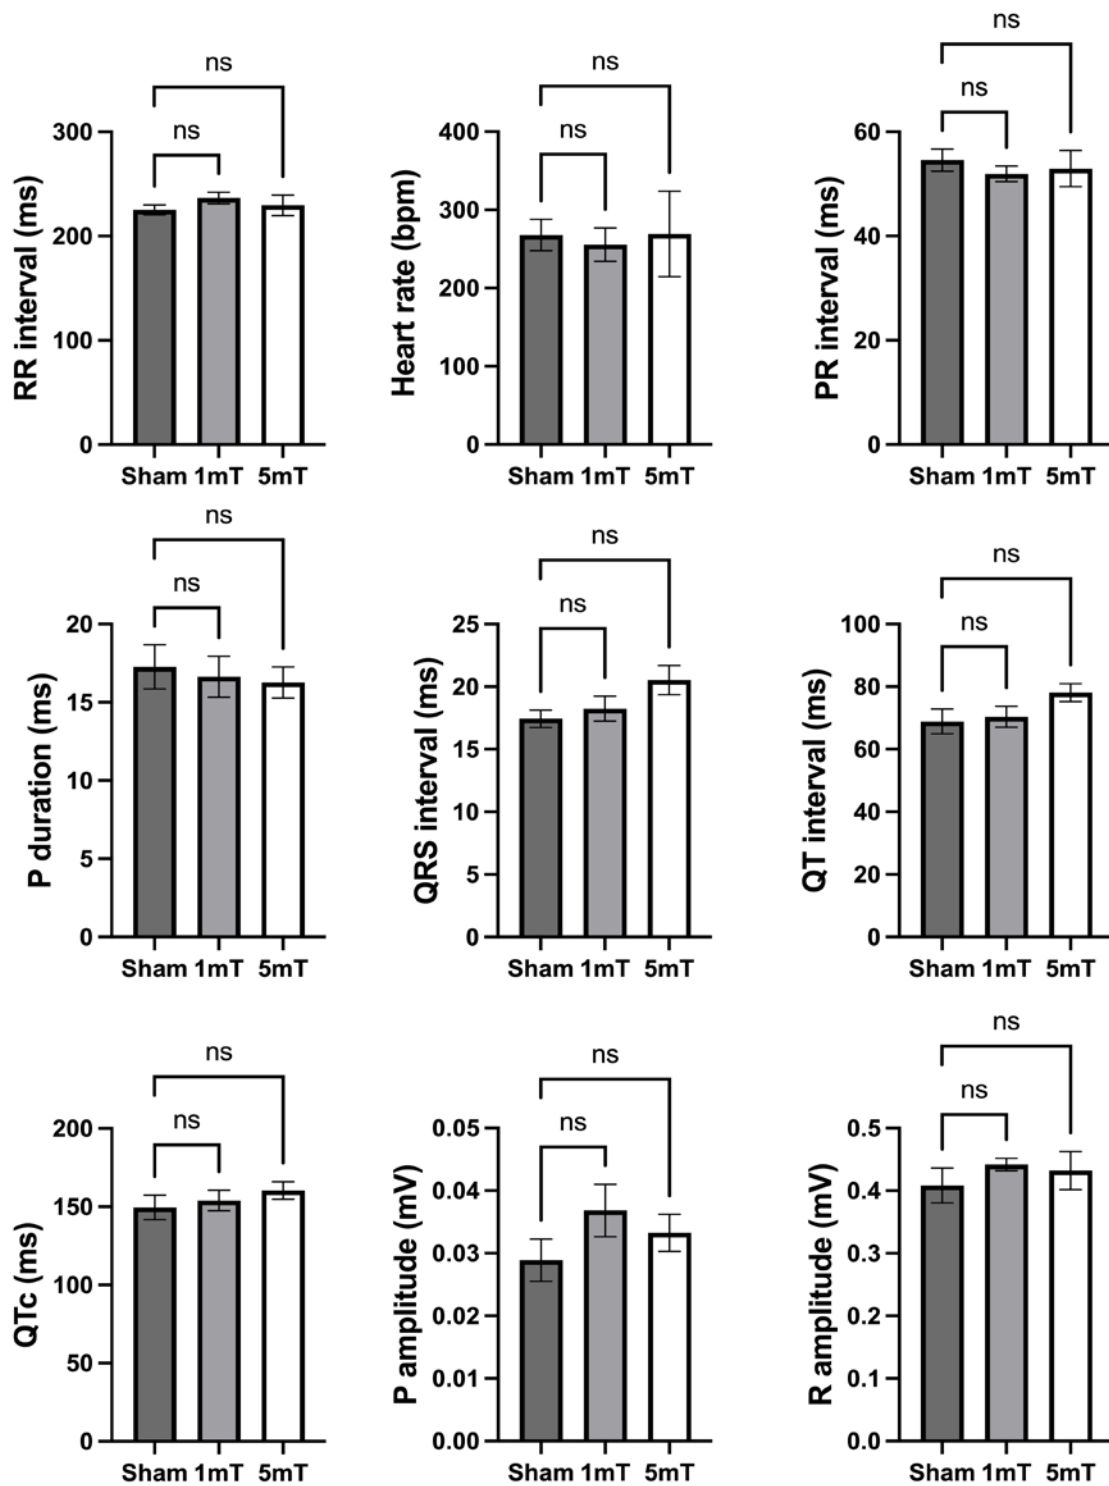 ns
ns
RR interval (ms)
300
200
100
0
Sham 1mT 5mT
ns
ns
Heart rate (bpm)
400
300
200
100
0
Sham 1mT 5mT
ns
ns
PR interval (ms)
60
40
20
0
Sham 1mT 5mT
ns
ns
P duration (ms)
20
15
10
5
0
Sham 1mT 5mT
ns
ns
QRS interval (ms)
25
20
15
10
5
0
Sham 1mT 5mT
ns
ns
QT interval (ms)
100
80
60
40
20
0
Sham 1mT 5mT
ns
ns
QTc (ms)
200
150
100
50
0
Sham 1mT 5mT
ns
ns
P amplitude (mV)
0.05
0.04
0.03
0.02
0.01
0.00
Sham 1mT 5mT
ns
ns
R amplitude (mV)
0.5
0.4
0.3
0.2
0.1
0.0
Sham 1mT 5mT